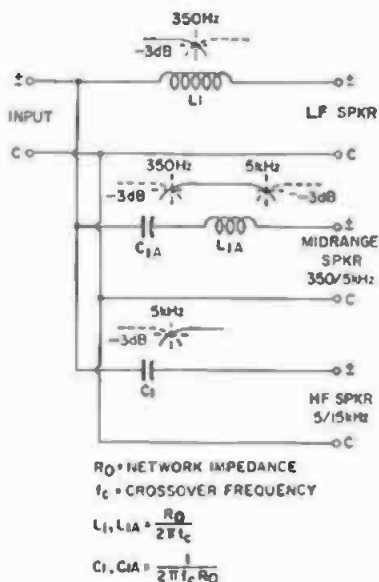 350Hz
-3dB
±
L1
±
INPUT
LF SPKR
C
C
350Hz 5kHz
-3dB -3dB
±
C1A L1A
MIDRANGE
SPKR
350/5kHz
C
5kHz
-3dB
±
C1
HF SPKR
5/15kHz
C
R0 = NETWORK IMPEDANCE
fc = CROSSOVER FREQUENCY
L1, L1A = R0 / 2πfc
C1, C1A = 1 / 2πfcR0